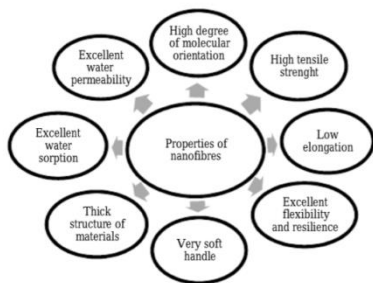 High degree
of molecular
orientation
High tensile
strenght
Low
elongation
Excellent
flexibility
and resilience
Very soft
handle
Thick
structure of
materials
Excellent
water
sorption
Excellent
water
permeability
Properties of
nanofibres